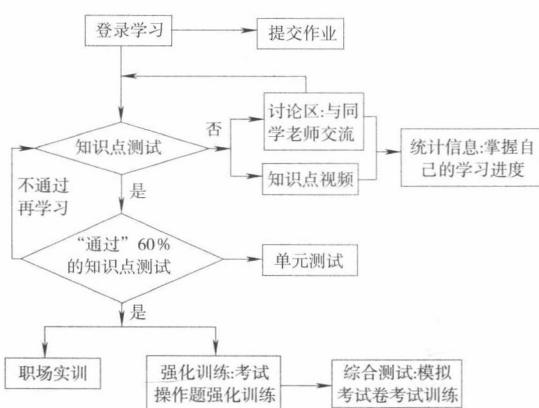 登录学习
提交作业
讨论区:与同
学老师交流
否
知识点测试
统计信息:掌握自
己的学习进度
知识点视频
不通过
再学习
是
“通过”60%
的知识点测试
单元测试
是
职场实训
强化训练:考试
操作题强化训练
综合测试:模拟
考试卷考试训练